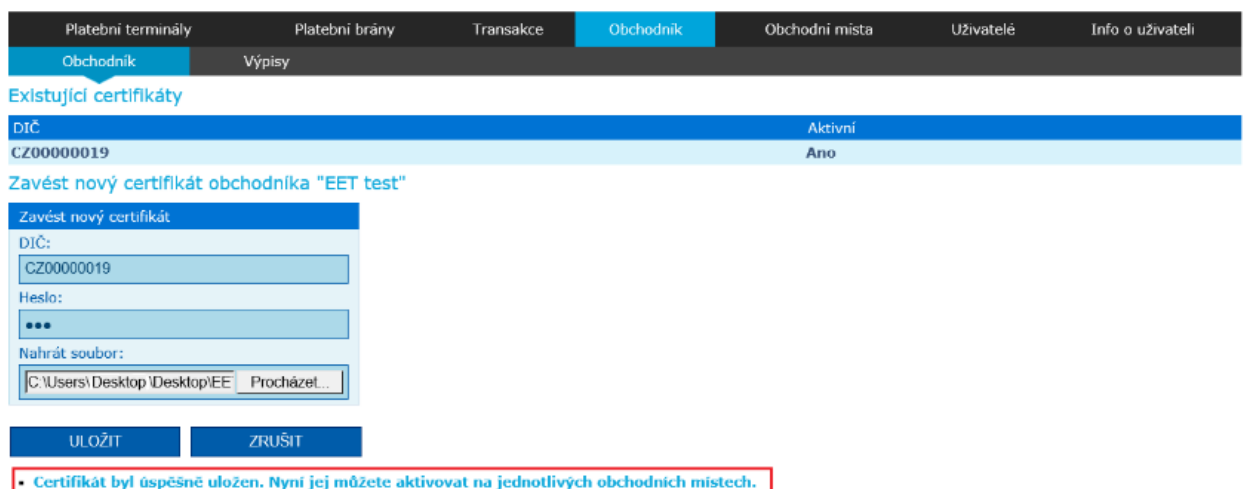 Platební terminály Platební brány Transakce Obchodník Obchodní místa Uživatelé Info o uživateli
Obchodník Výpisy
Existující certifikáty
DIČ Aktivní
CZ00000019 Ano
Zavést nový certifikát obchodníka "EET test"
Zavést nový certifikát
DIČ:
CZ00000019
Heslo:
•••
Nahrát soubor:
C:\Users\Desktop\Desktop\EE Procházet...
ULOŽIT ZRUŠIT
• Certifikát byl úspěšně uložen. Nyní jej můžete aktivovat na jednotlivých obchodních místech.